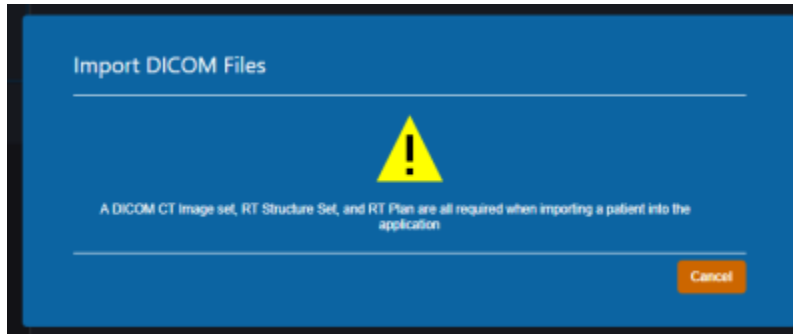 Import DICOM Files
!
A DICOM CT Image set, RT Structure Set, and RT Plan are all required when importing a patient into the
application
Cancel